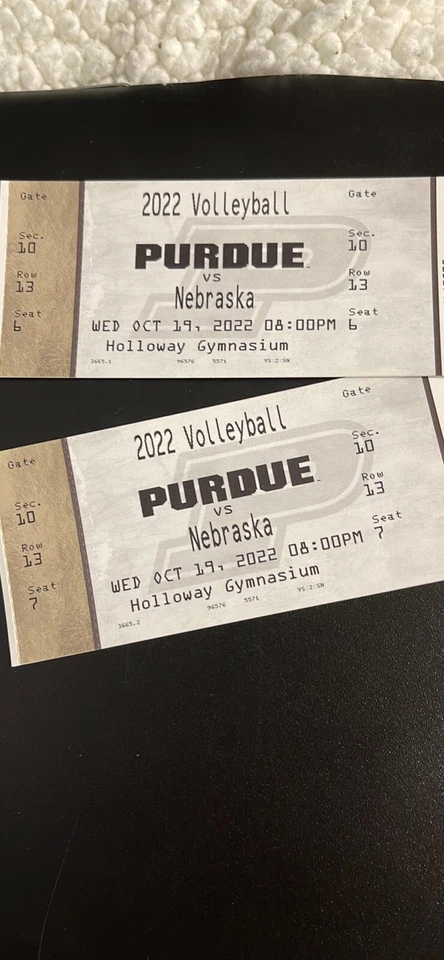 Gate
Sec.
10
Row
13
Seat
6
2022 Volleyball
PURDUE
VS
Nebraska
WED OCT 19, 2022 08:00PM
Holloway Gymnasium
3665.1 96576 5571 VS:2:SN
Gate
Sec.
10
Row
13
Seat
6
Gate
Sec.
10
Row
13
Seat
7
2022 Volleyball
PURDUE
VS
Nebraska
WED OCT 19, 2022 08:00PM
Holloway Gymnasium
3665.2 96576 5571 VS:2:SN
Gate
Sec.
10
Row
13
Seat
7